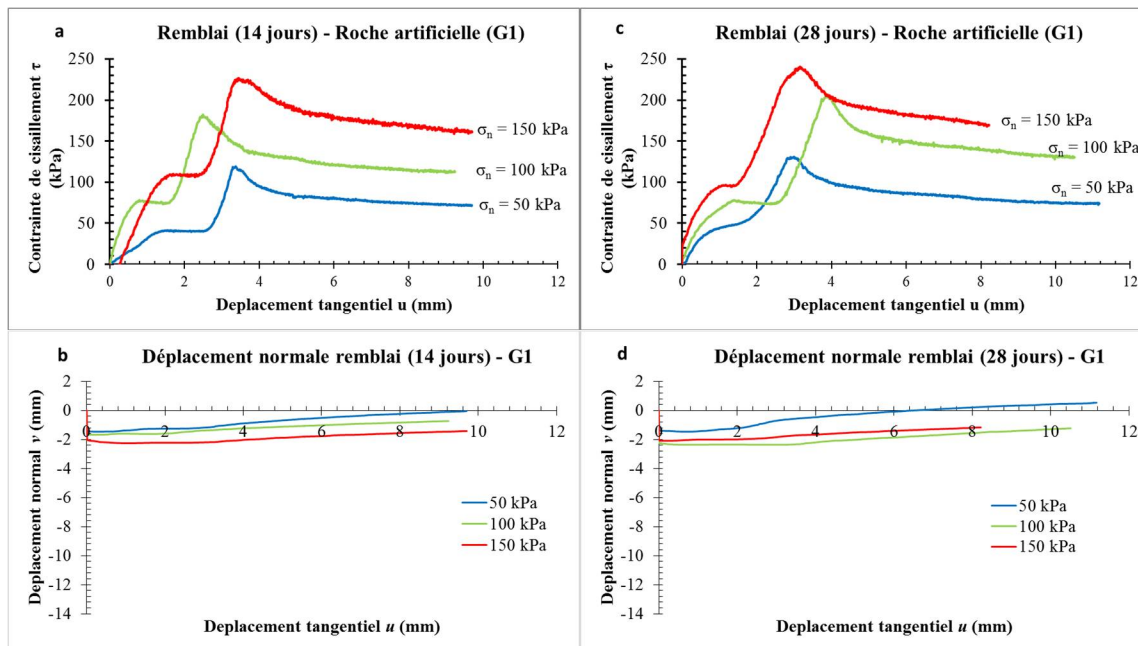 a
Remblai (14 jours) - Roche artificielle (G1)
Contrainte de cisaillement τ
(kPa)
250
200
150
100
50
0
0 2 4 6 8 10 12
σn = 150 kPa
σn = 100 kPa
σn = 50 kPa
Deplacement tangentiel u (mm)
c
Remblai (28 jours) - Roche artificielle (G1)
Contrainte de cisaillement τ
(kPa)
250
200
150
100
50
0
0 2 4 6 8 10 12
σn = 150 kPa
σn = 100 kPa
σn = 50 kPa
Deplacement tangentiel u (mm)
b
Déplacement normale remblai (14 jours) - G1
Deplacement normal v (mm)
2
0
-2
-4
-6
-8
-10
-12
-14
0 2 4 6 8 10 12
50 kPa
100 kPa
150 kPa
Deplacement tangentiel u (mm)
d
Déplacement normale remblai (28 jours) - G1
Deplacement normal v (mm)
2
0
-2
-4
-6
-8
-10
-12
-14
0 2 4 6 8 10 12
50 kPa
100 kPa
150 kPa
Deplacement tangentiel u (mm)